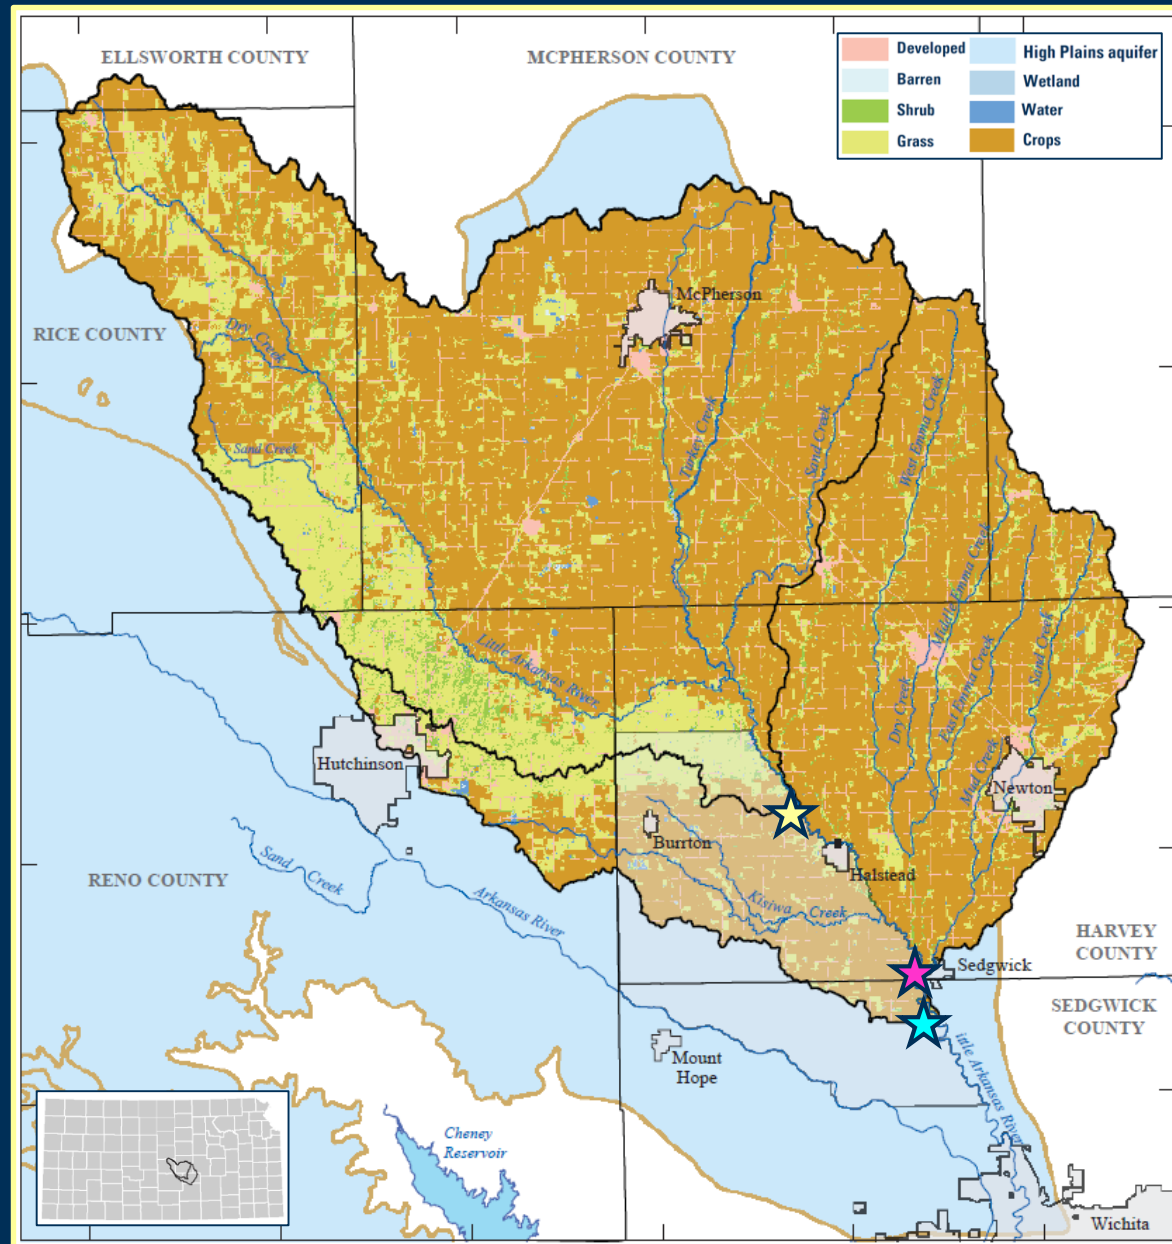 ELLSWORTH COUNTY
MCPHERSON COUNTY
Developed
Barren
Shrub
Grass
High Plains aquifer
Wetland
Water
Crops
McPherson
RICE COUNTY
Dry Creek
Sand Creek
Turkey Creek
Sand Creek
West Emma Creek
Middle Emma Creek
Sand Creek
Little Arkansas River
Dry Creek
East Emma Creek
Mud Creek
Hutchinson
Newton
Burrton
Halstead
RENO COUNTY
Sand Creek
Arkansas River
Kisiwa Creek
HARVEY
COUNTY
Sedgwick
SEDGWICK
COUNTY
Mount
Hope
ittle Arkansas River
Cheney
Reservoir
Wichita